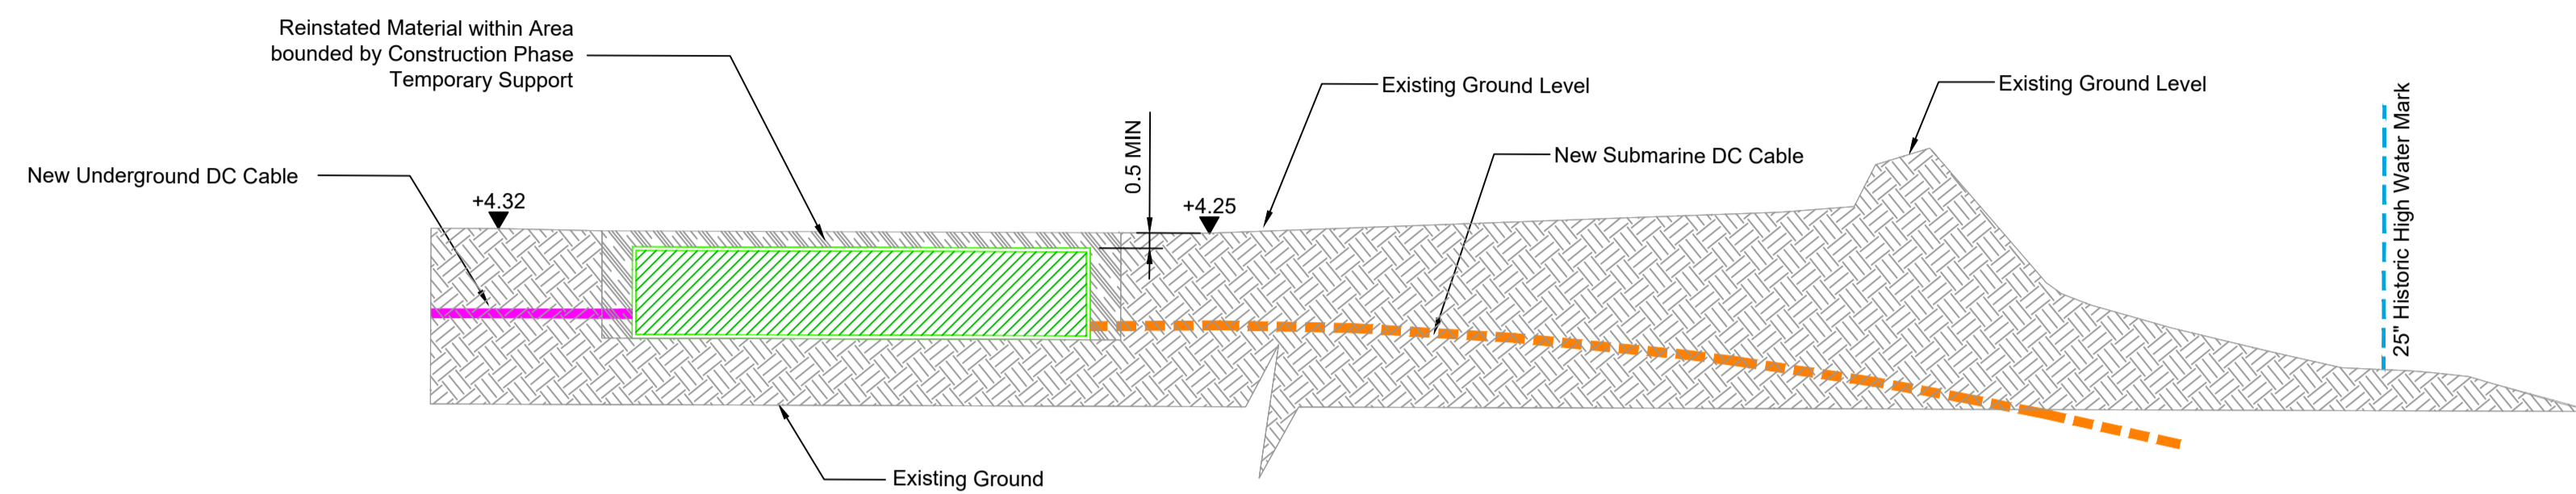 Reinstated Material within Area
bounded by Construction Phase
Temporary Support
Existing Ground Level
Existing Ground Level
25" Historic High Water Mark
0.5 MIN
New Submarine DC Cable
New Underground DC Cable
+4.32
+4.25
Existing Ground